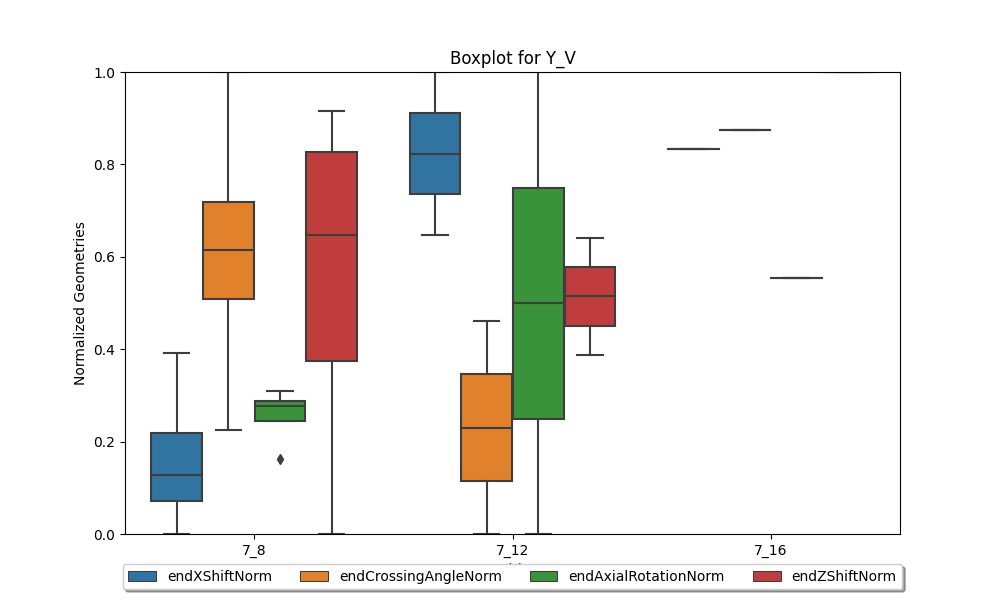 Boxplot for Y_V
1.0
0.8
0.6
0.4
0.2
0.0
Normalized Geometries
7_8
7_12
7_16
endXShiftNorm
endCrossingAngleNorm
endAxialRotationNorm
endZShiftNorm